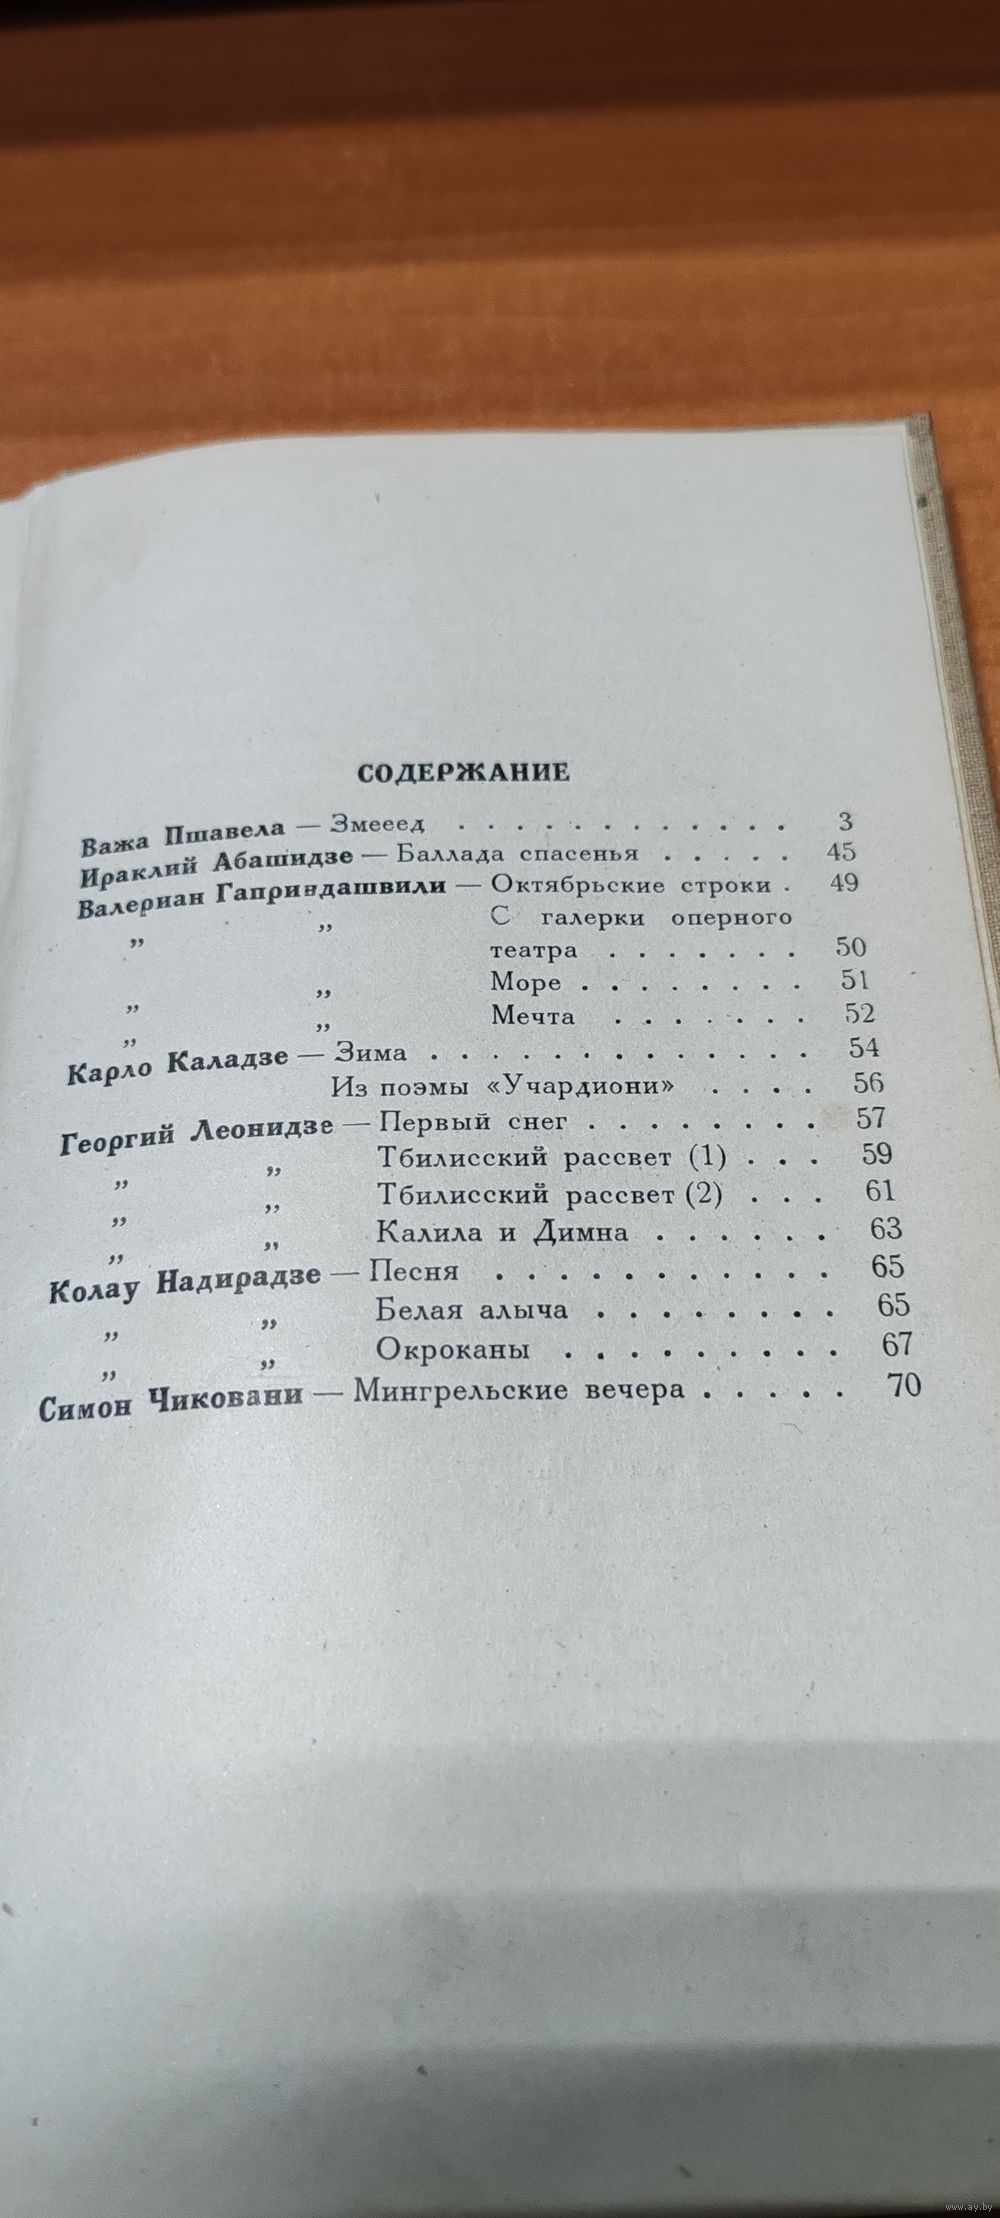 СОДЕРЖАНИЕ
Важа Пшавела — Змееед . . . . . . . . . . . . 3
Ираклий Абашидзе — Баллада спасенья . . . . . 45
Валериан Гаприндашвили — Октябрьские строки . 49
„ „ С галерки оперного
театра . . . . . . . 50
„ „ Море . . . . . . . . 51
„ „ Мечта . . . . . . . 52
Карло Каладзе — Зима . . . . . . . . . . . . . 54
Из поэмы «Учардиони» . . . . 56
Георгий Леонидзе — Первый снег . . . . . . . . 57
„ „ Тбилисский рассвет (1) . . . 59
„ „ Тбилисский рассвет (2) . . . 61
„ „ Калила и Димна . . . . . . 63
Колау Надирадзе — Песня . . . . . . . . . . . . 65
„ „ Белая алыча . . . . . . . . 65
„ „ Окроканы . . . . . . . . . 67
Симон Чиковани — Мингрельские вечера . . . . . 70
www.ay.by